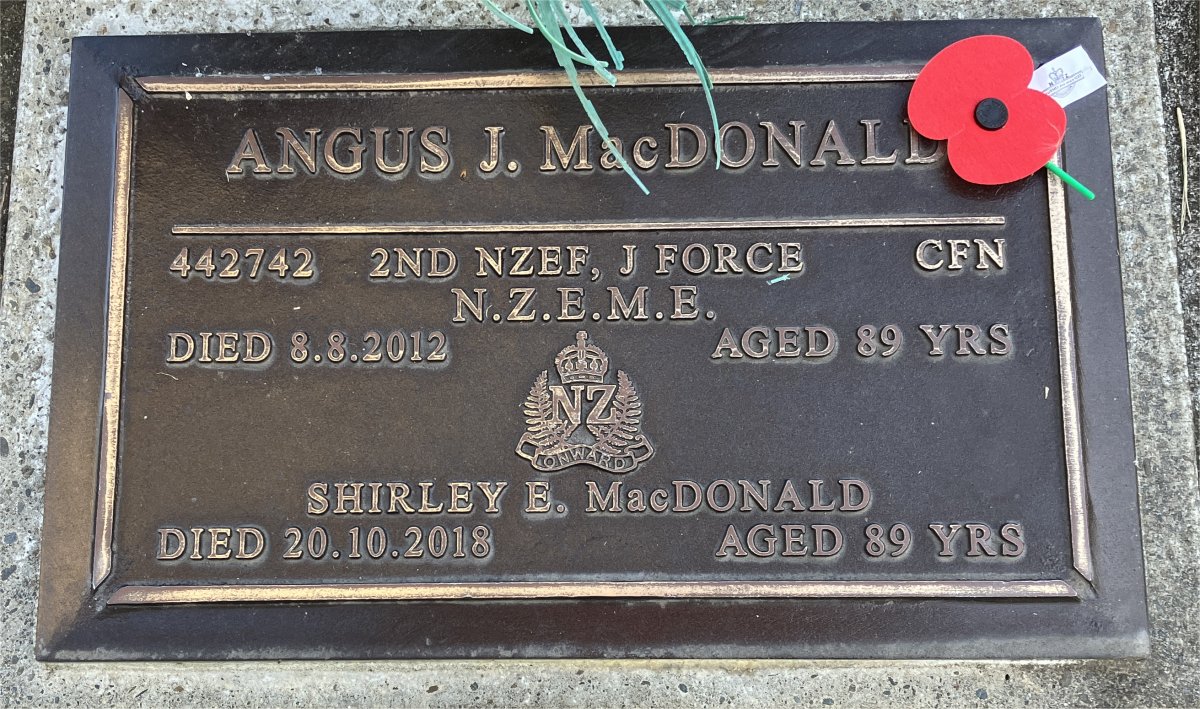 ANGUS J. MacDONALD
442742 2ND NZEF, J FORCE CFN
N.Z.E.M.E.
DIED 8.8.2012 AGED 89 YRS
NZ
ONWARD
SHIRLEY E. MacDONALD
DIED 20.10.2018 AGED 89 YRS